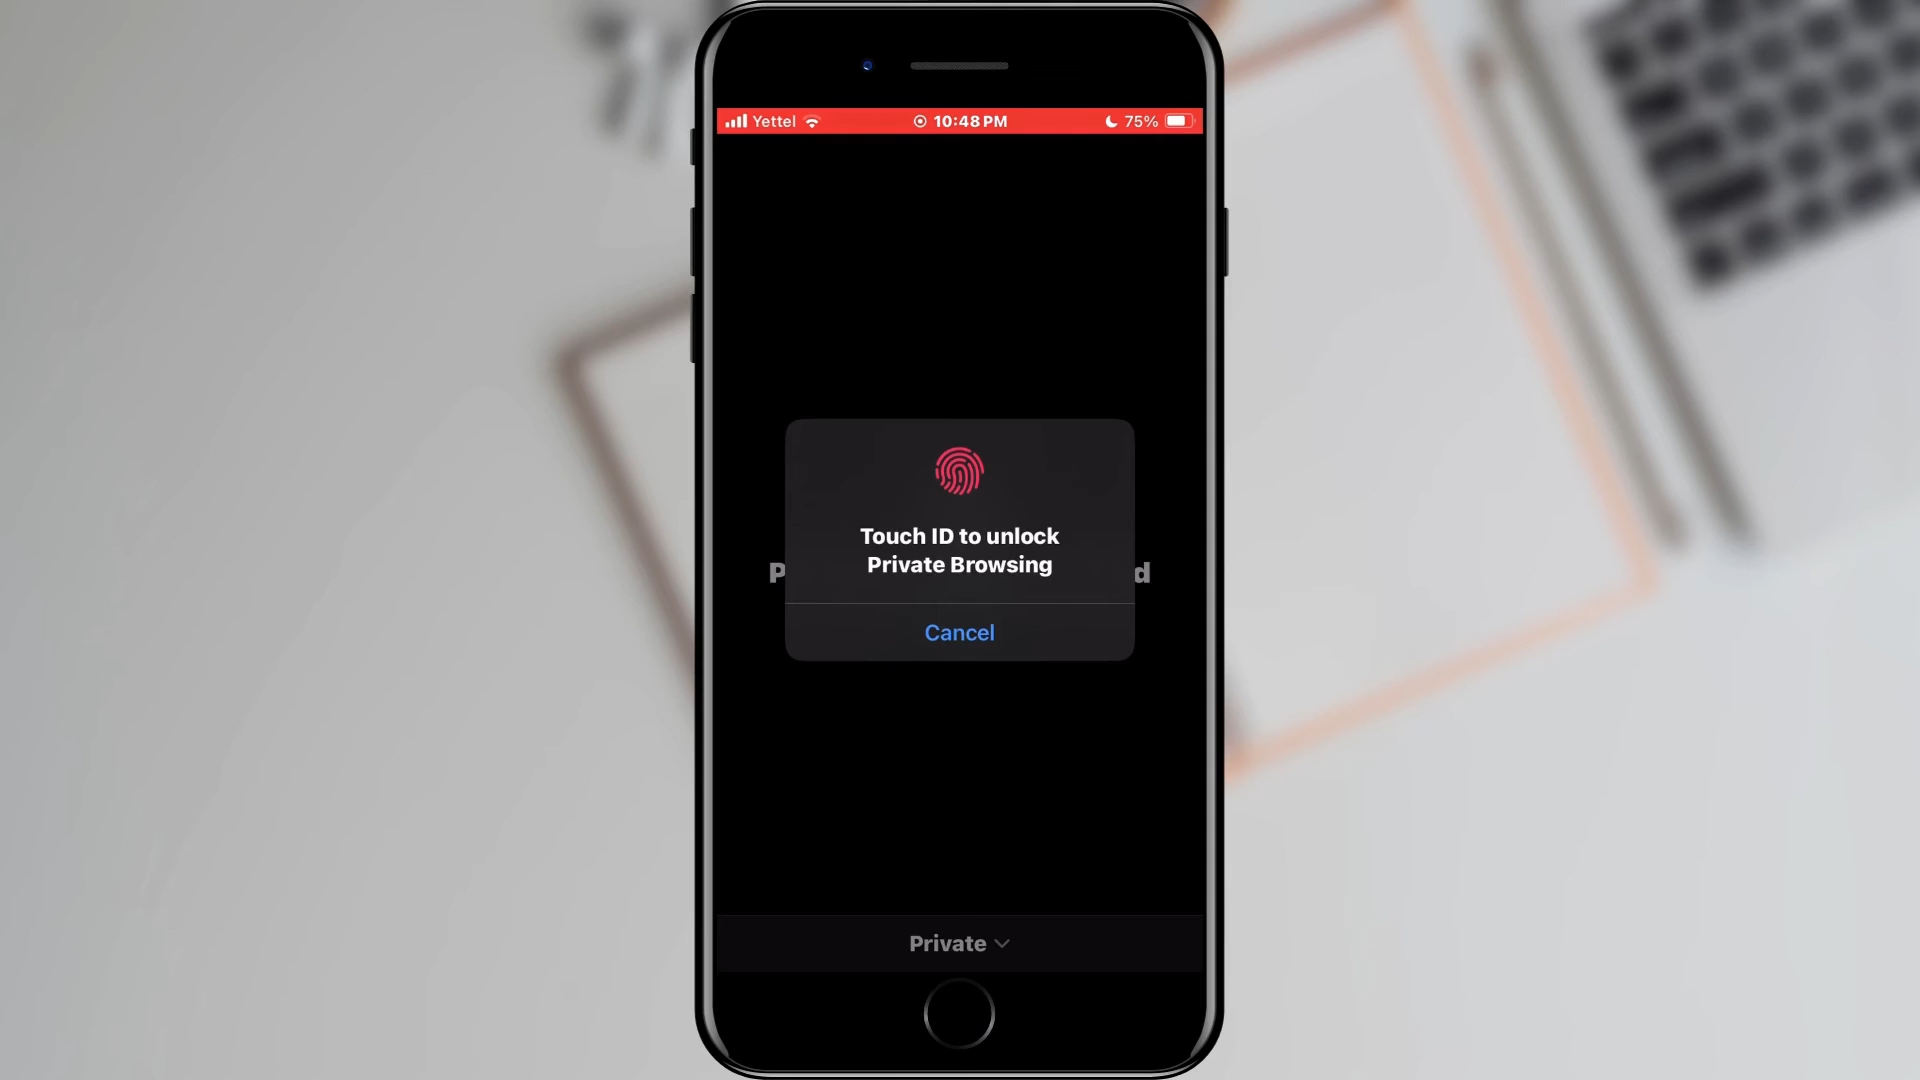 Yettel 10:48 PM 75%
Touch ID to unlock
Private Browsing
Cancel
Private